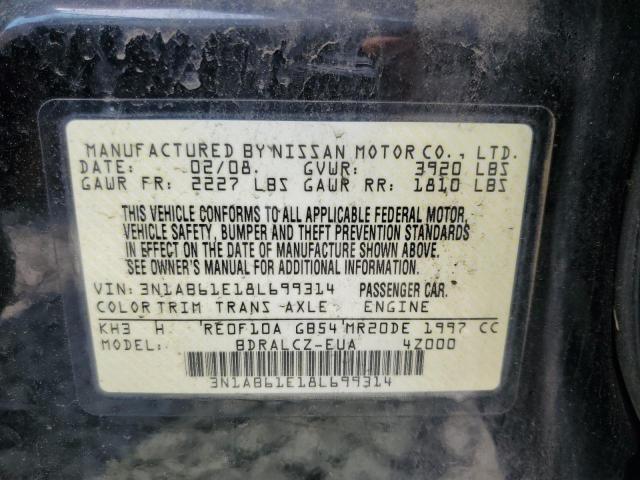 MANUFACTURED BY NISSAN MOTOR CO., LTD.
DATE: 02/08. GVWR: 3920 LBS
GAWR FR: 2227 LBS GAWR RR: 1810 LBS
THIS VEHICLE CONFORMS TO ALL APPLICABLE FEDERAL MOTOR,
VEHICLE SAFETY, BUMPER AND THEFT PREVENTION STANDARDS
IN EFFECT ON THE DATE OF MANUFACTURE SHOWN ABOVE.
SEE OWNER'S MANUAL FOR ADDITIONAL INFORMATION.
VIN: 3N1AB61E18L699314 PASSENGER CAR.
COLOR TRIM TRANS AXLE ENGINE
KH3 H RE0F10A GB54 MR20DE 1997 CC
MODEL: BDRALCZ-EUA 4Z000
3N1AB61E18L699314